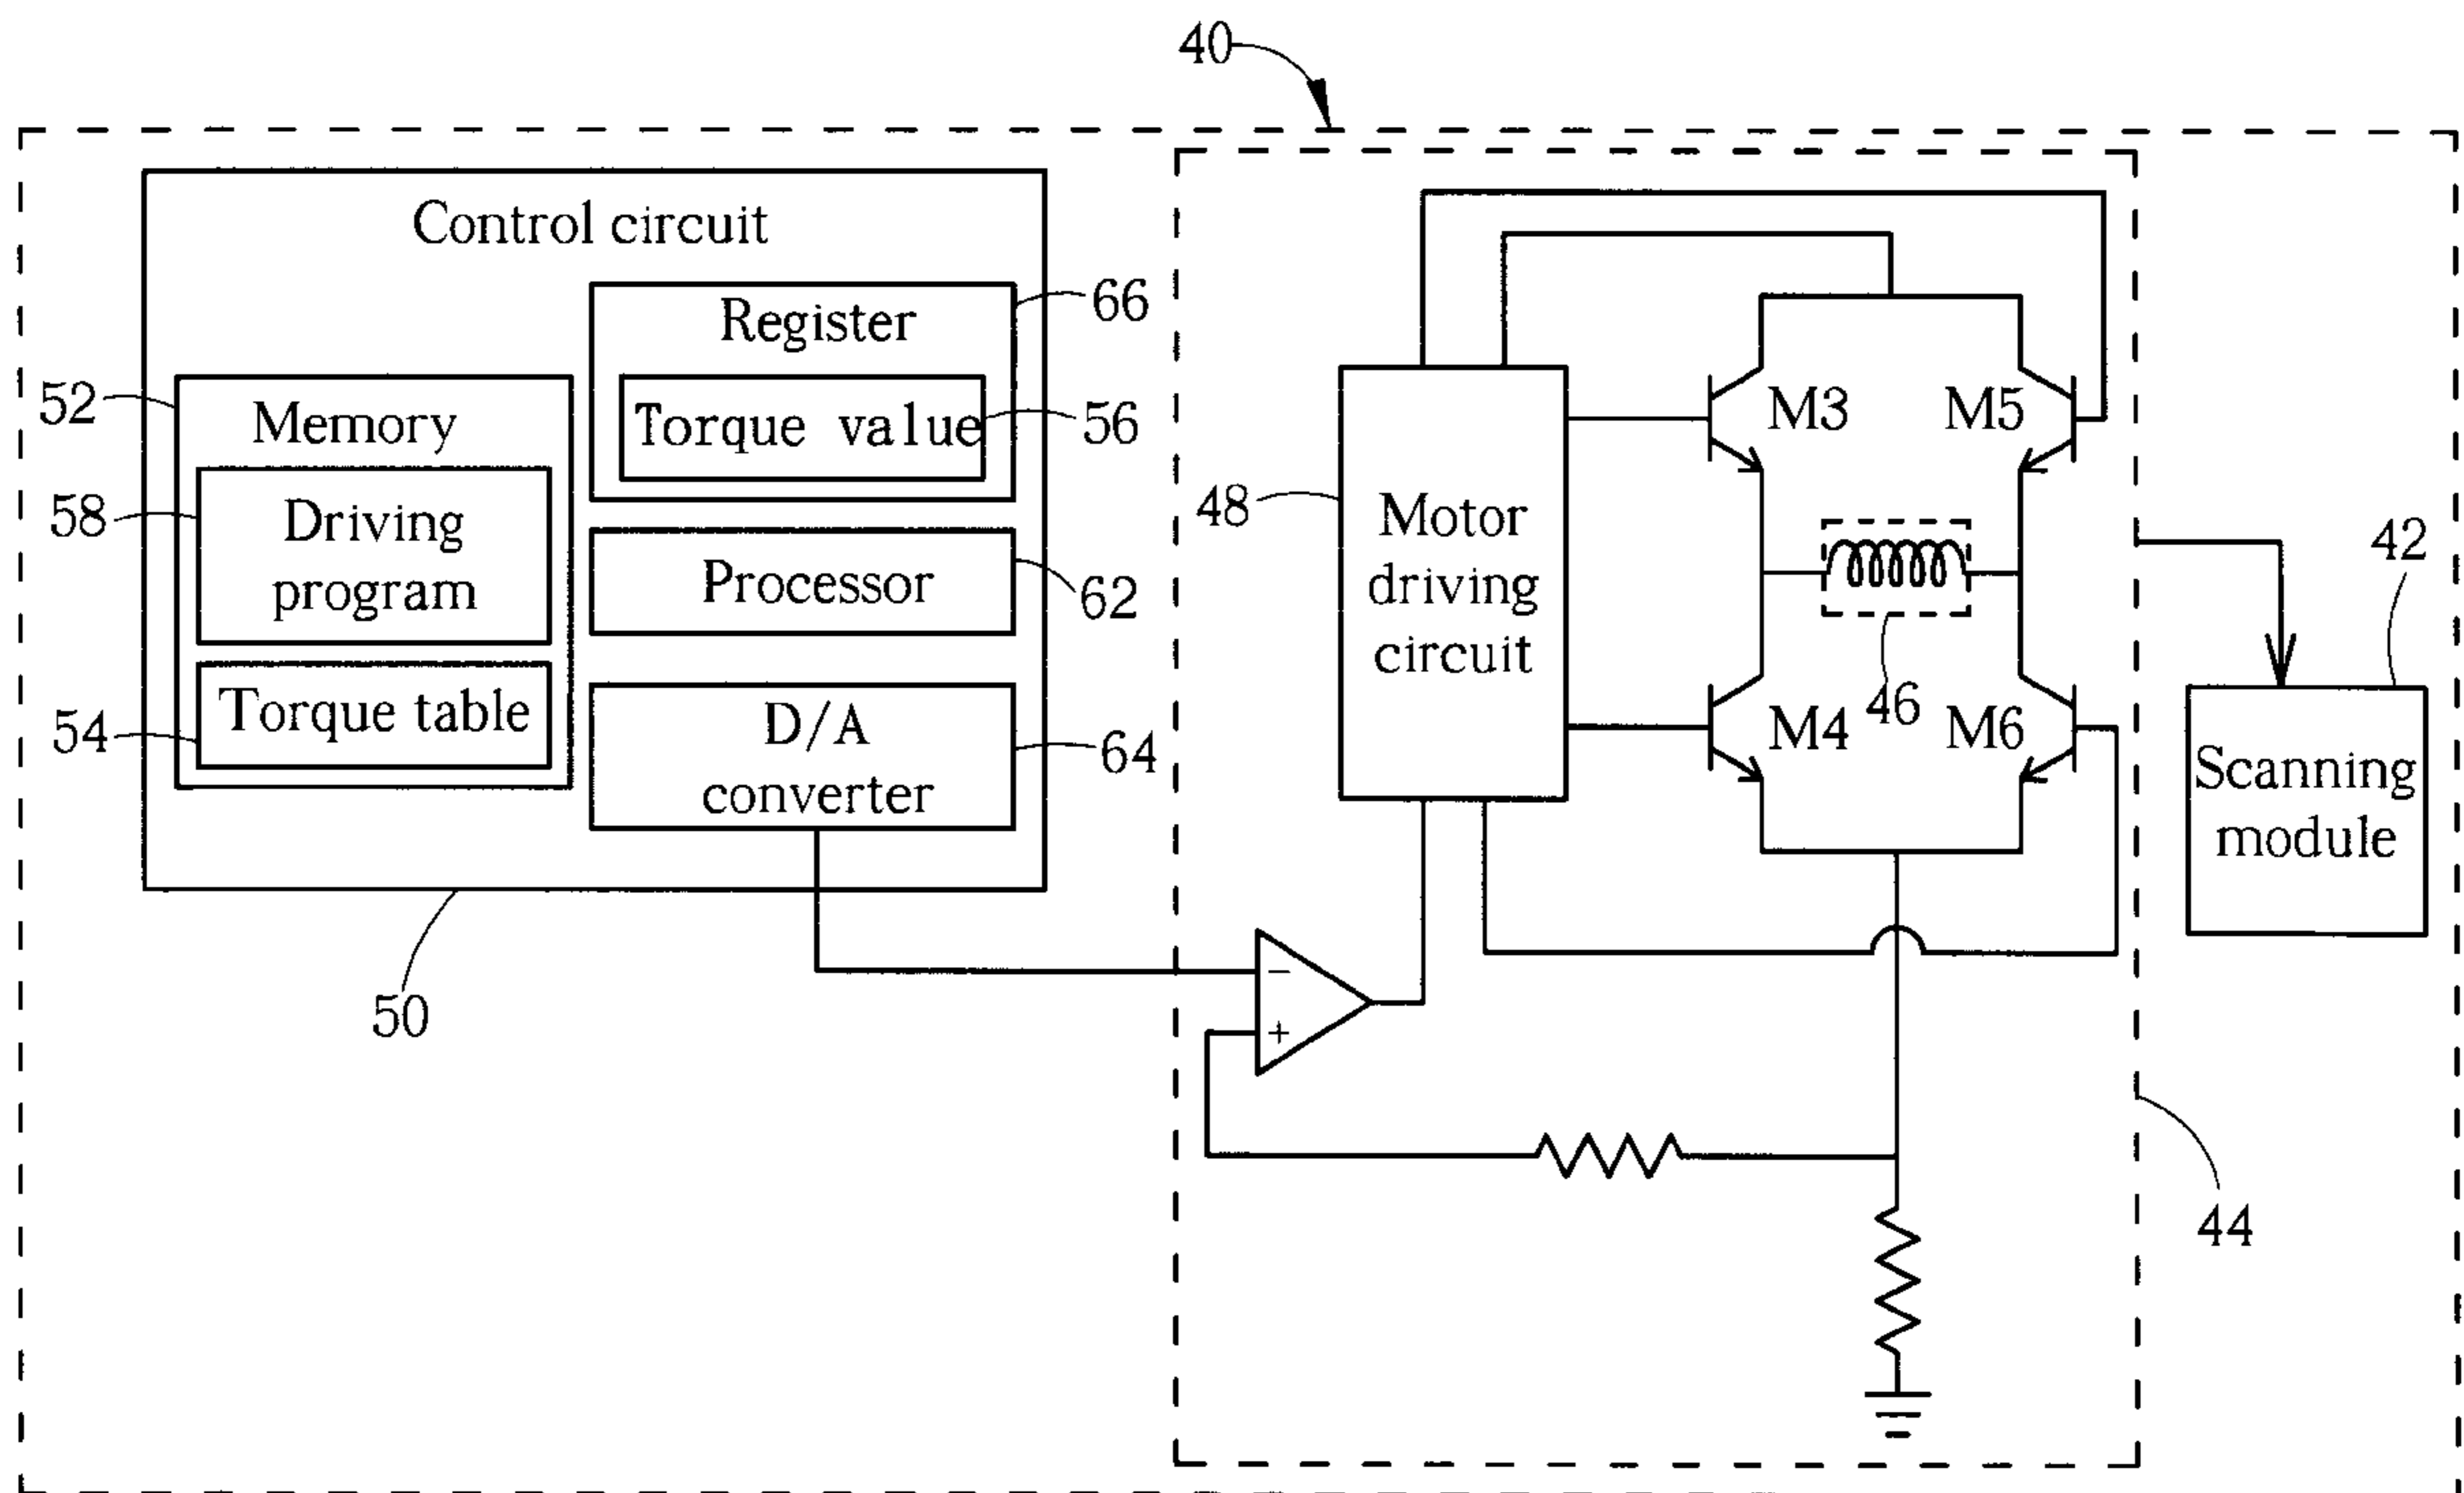 40
Control circuit
Register
66
Torque value
56
52
Memory
58
Driving
program
Processor
62
54
Torque table
D/A
converter
64
50
48
Motor
driving
circuit
M3
M5
46
M4
M6
42
Scanning
module
−
+
44